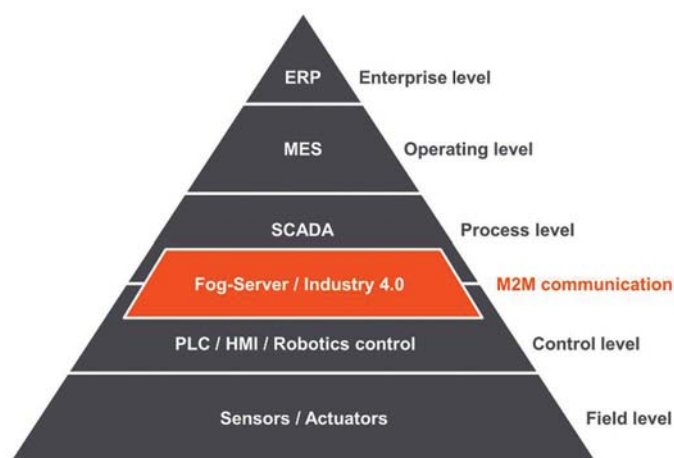 ERP Enterprise level
MES Operating level
SCADA Process level
Fog-Server / Industry 4.0 M2M communication
PLC / HMI / Robotics control Control level
Sensors / Actuators Field level